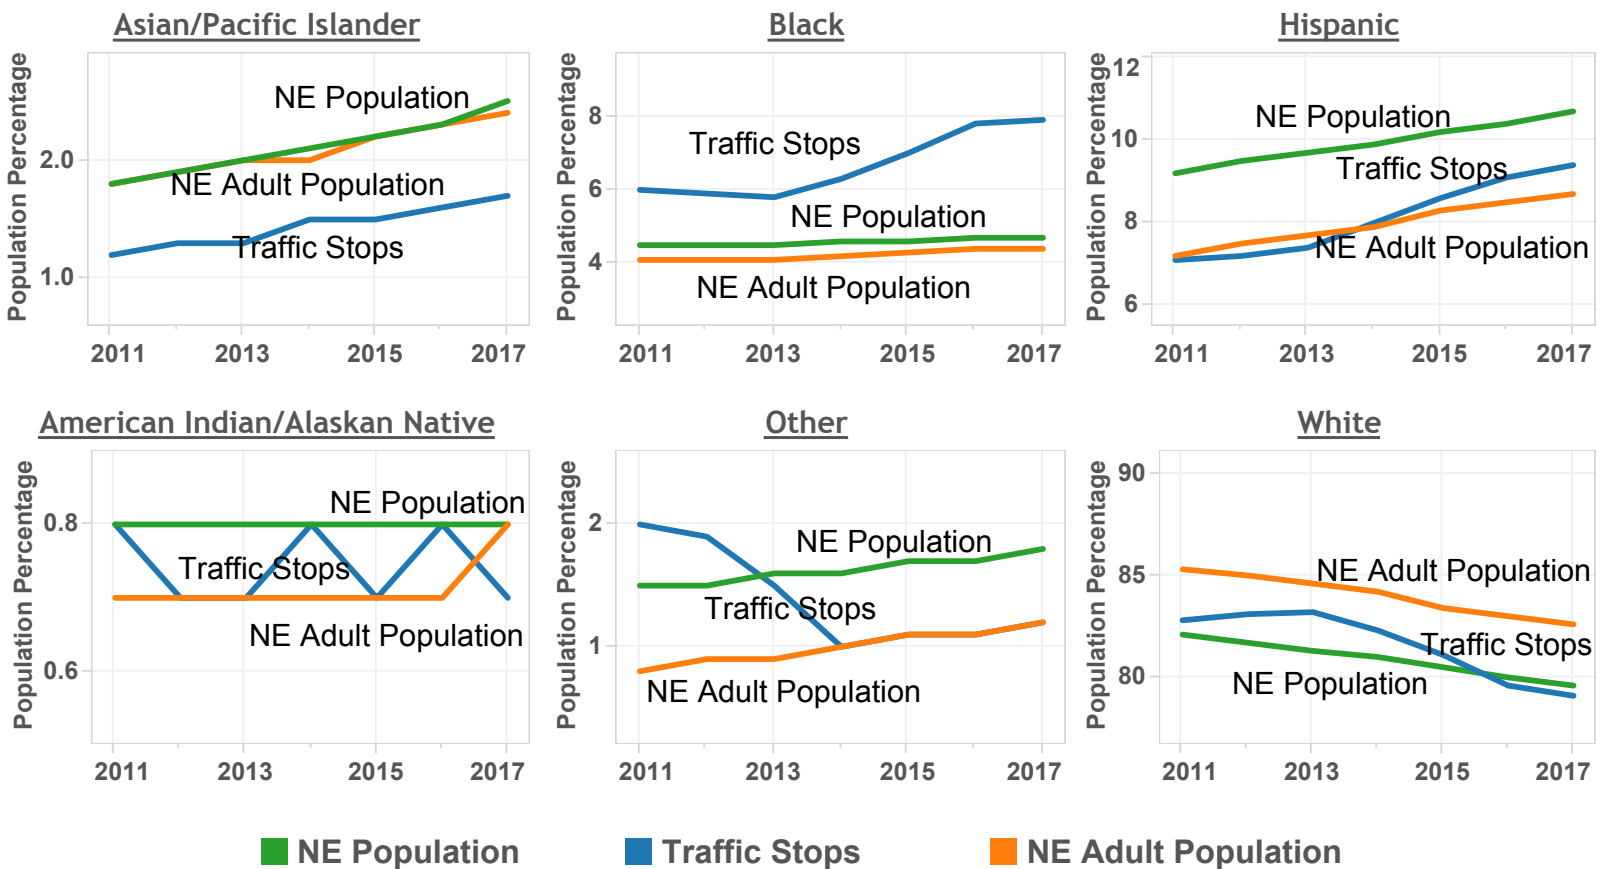 Asian/Pacific Islander
Population Percentage
2.0
1.0
NE Population
NE Adult Population
Traffic Stops
2011 2013 2015 2017
Black
Population Percentage
8
6
4
Traffic Stops
NE Population
NE Adult Population
2011 2013 2015 2017
Hispanic
Population Percentage
12
10
8
6
NE Population
Traffic Stops
NE Adult Population
2011 2013 2015 2017
American Indian/Alaskan Native
Population Percentage
0.8
0.6
NE Population
Traffic Stops
NE Adult Population
2011 2013 2015 2017
Other
Population Percentage
2
1
NE Population
Traffic Stops
NE Adult Population
2011 2013 2015 2017
White
Population Percentage
90
85
80
NE Adult Population
Traffic Stops
NE Population
2011 2013 2015 2017
NE Population Traffic Stops NE Adult Population